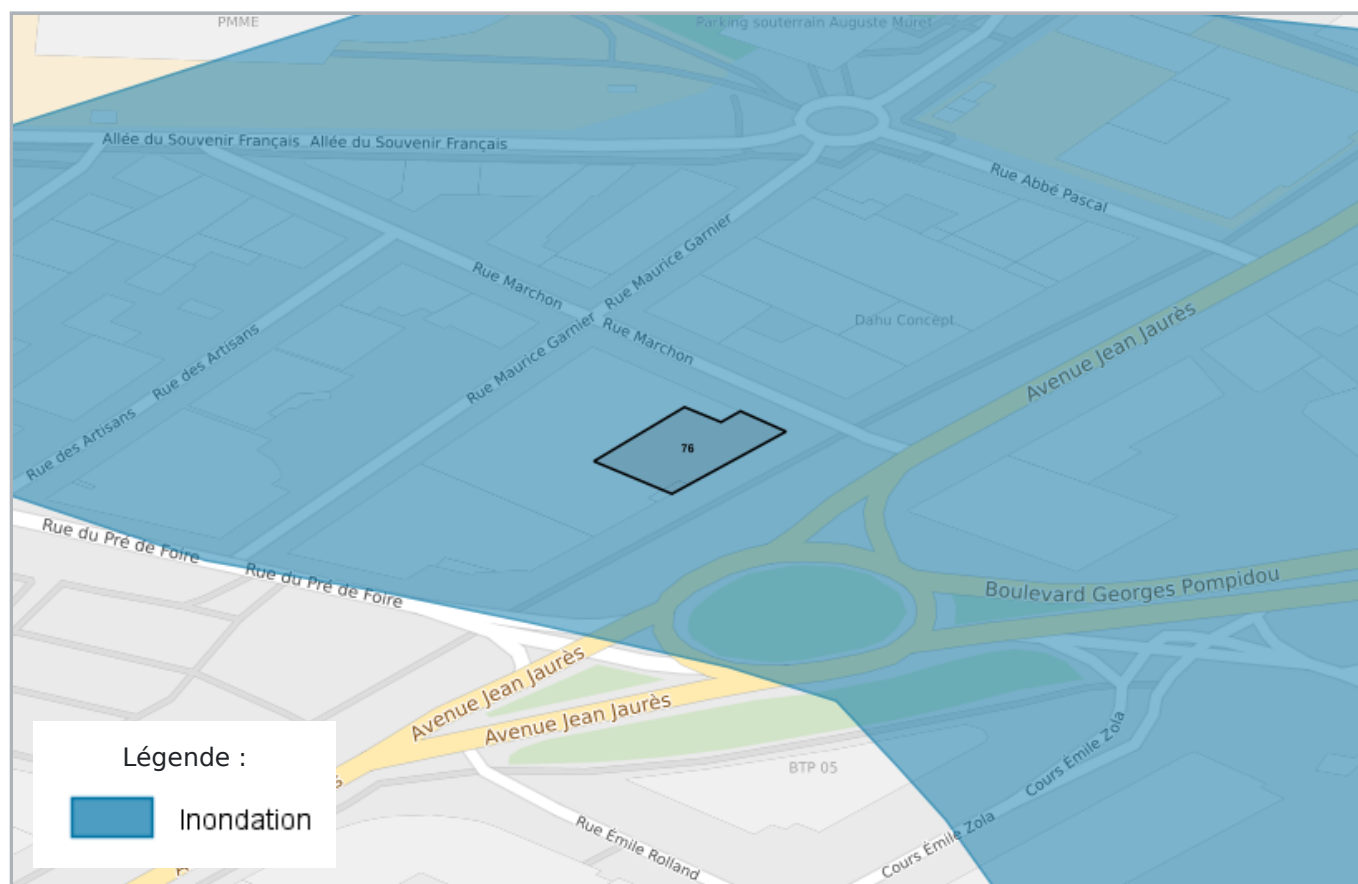 PMME
Parking souterrain Auguste Muret
Allée du Souvenir Français
Allée du Souvenir Français
Rue Abbé Pascal
Rue Maurice Garnier
Rue Marchon
Rue Marchon
Dahu Concept
Avenue Jean Jaurès
Rue Maurice Garnier
Rue des Artisans
Rue des Artisans
76
Rue du Pré de Foire
Rue du Pré de Foire
Boulevard Georges Pompidou
Avenue Jean Jaurès
Avenue Jean Jaurès
BTP 05
Cours Émile Zola
Cours Émile Zola
Rue Émile Rolland
Légende :
Inondation